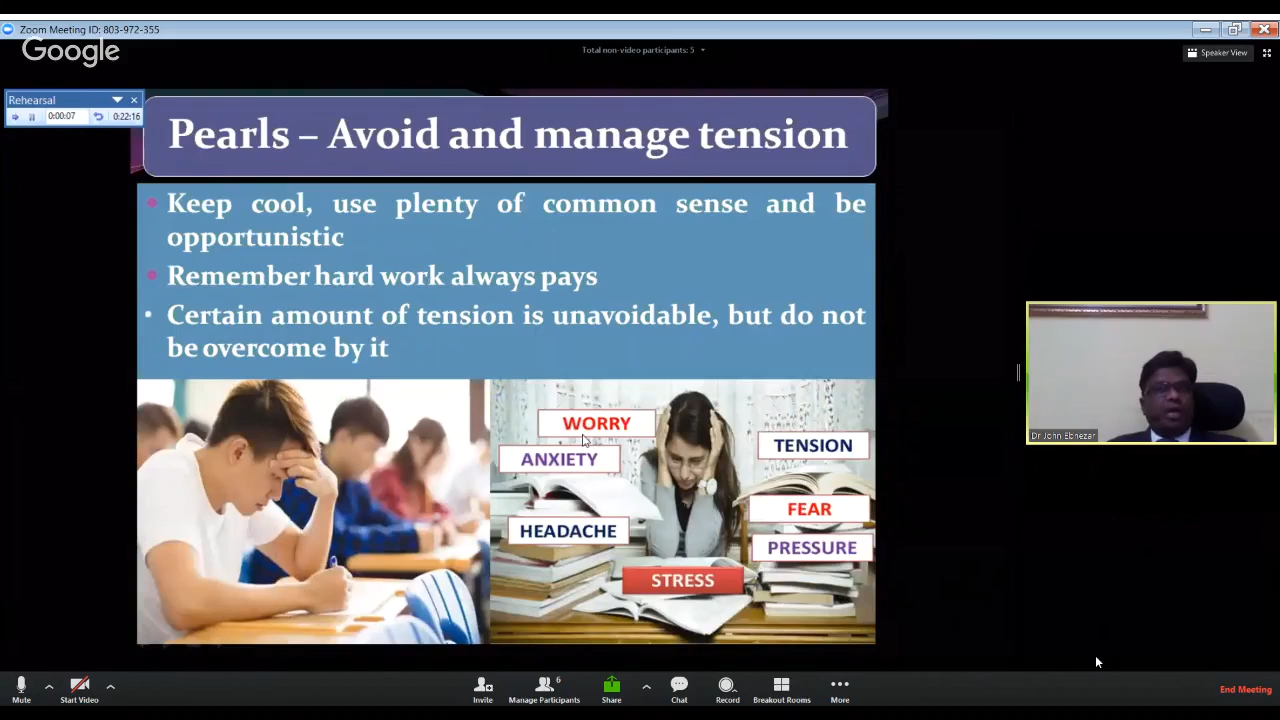 Zoom Meeting ID: 803-972-355
Google
Total non-video participants: 5
Speaker View
Rehearsal
0:00:07
0:22:16
Pearls – Avoid and manage tension
• Keep cool, use plenty of common sense and be
opportunistic
• Remember hard work always pays
• Certain amount of tension is unavoidable, but do not
be overcome by it
WORRY
ANXIETY
HEADACHE
STRESS
TENSION
FEAR
PRESSURE
Dr John Ebnezar
Mute
Start Video
Invite
6
Manage Participants
Share
Chat
Record
Breakout Rooms
More
End Meeting